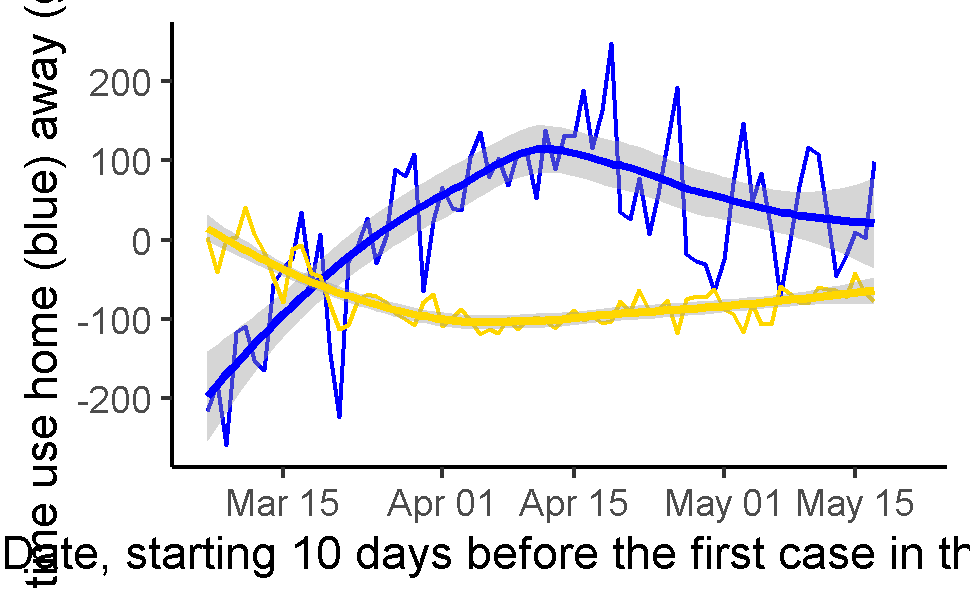 time use home (blue) away (
200
100
0
-100
-200
Mar 15 Apr 01 Apr 15 May 01 May 15
Date, starting 10 days before the first case in th